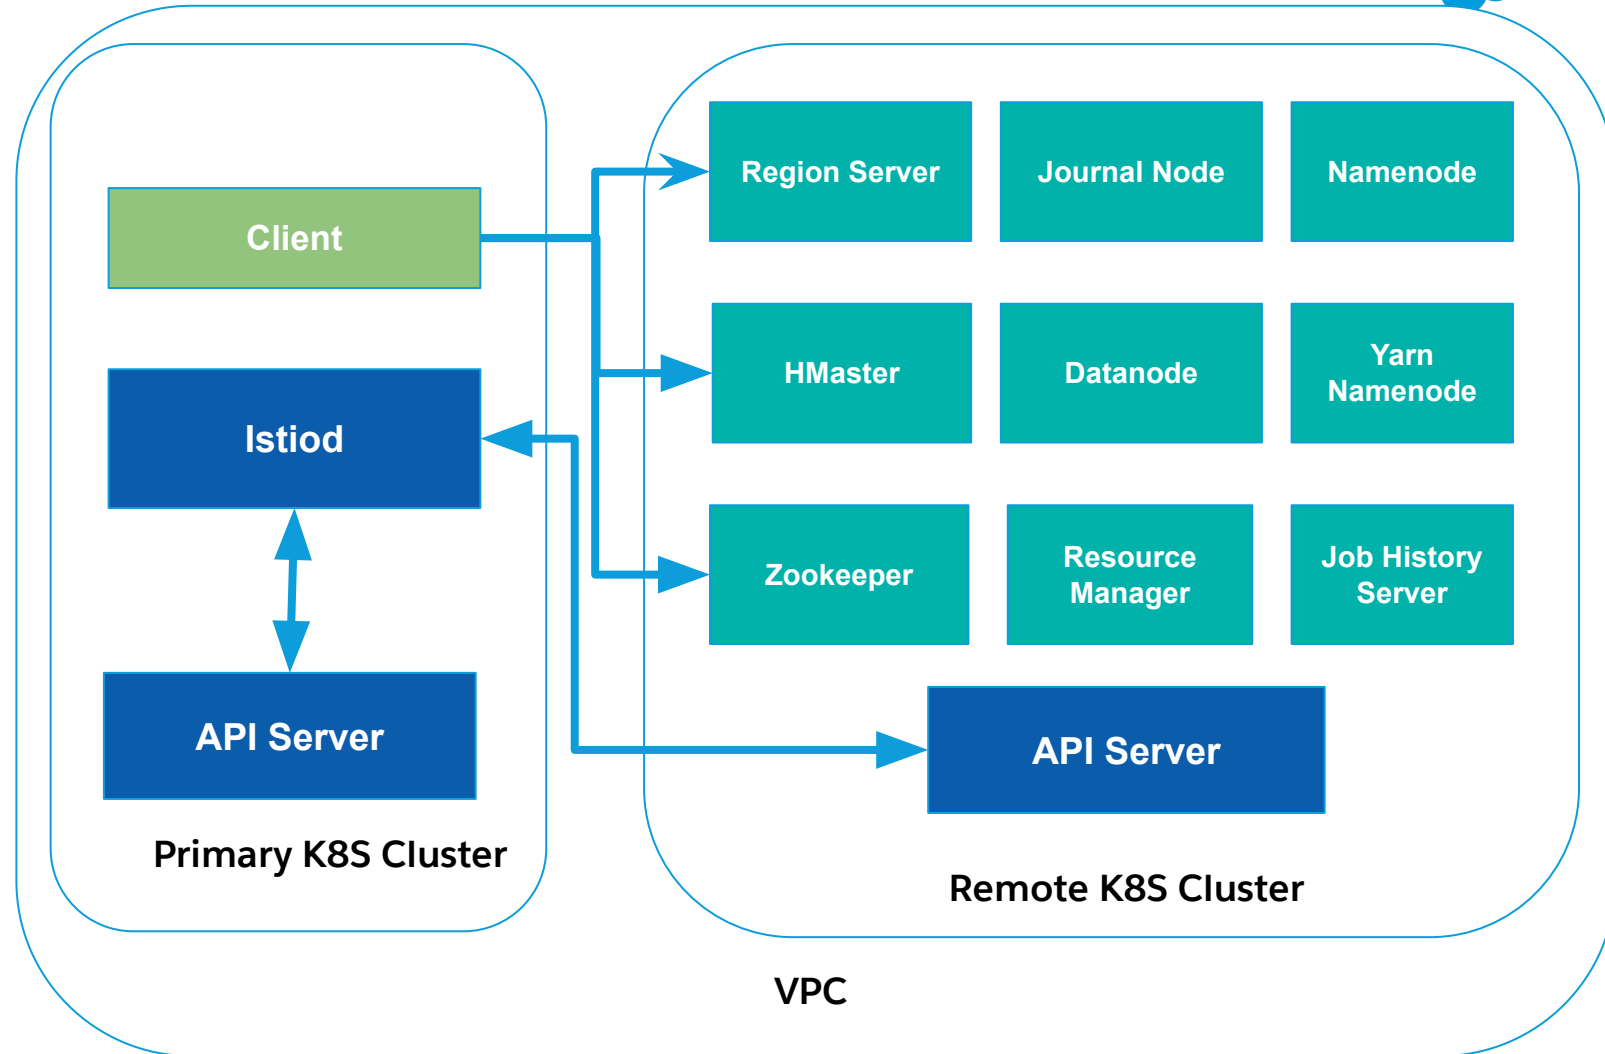 Client
Istiod
API Server
Primary K8S Cluster
Region Server
Journal Node
Namenode
HMaster
Datanode
Yarn
Namenode
Zookeeper
Resource
Manager
Job History
Server
API Server
Remote K8S Cluster
VPC